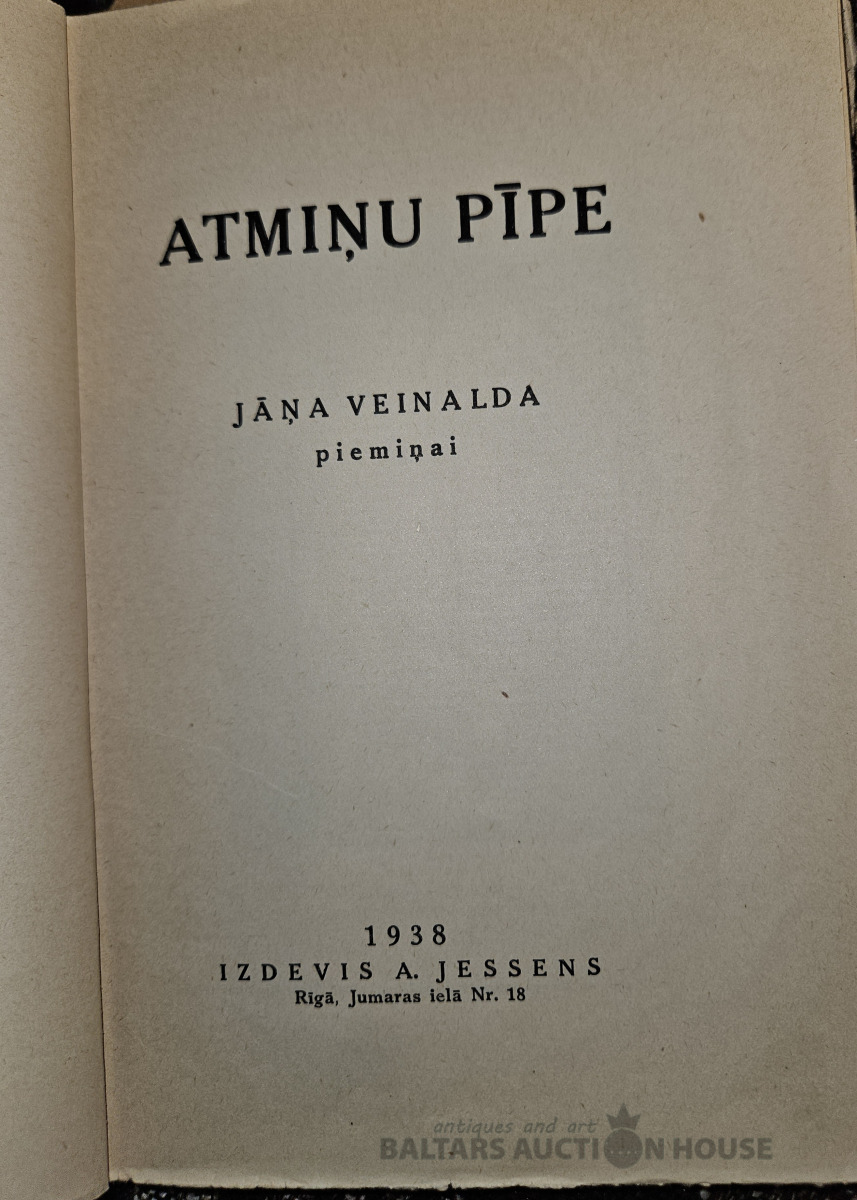 ATMIŅU PĪPE
JĀŅA VEINALDA
piemiņai
1938
IZDEVIS A. JESSENS
Rīgā, Jumaras ielā Nr. 18
antiques and art
BALTARS AUCTION HOUSE